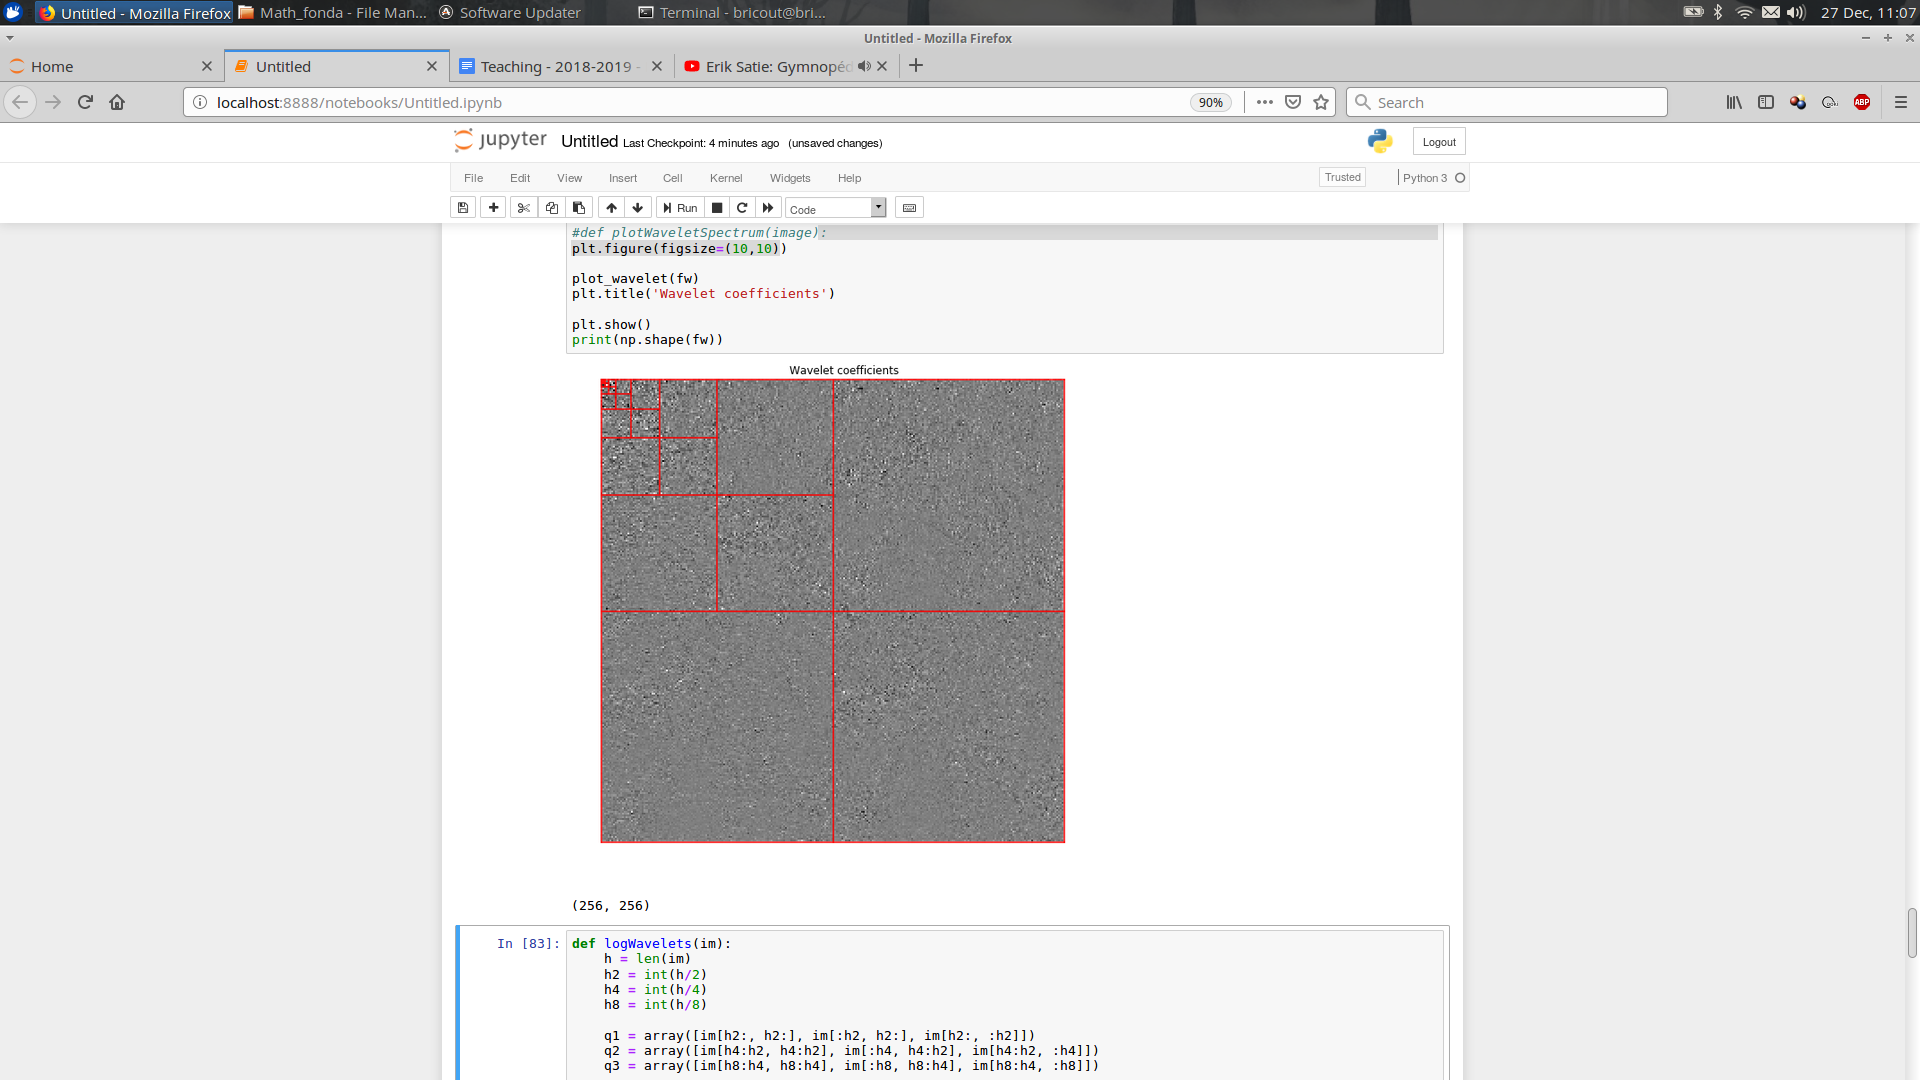 Untitled - Mozilla Firefox
Math_fonda - File Man...
Software Updater
Terminal - bricout@bri...
27 Dec, 11:07
Untitled - Mozilla Firefox
Home
Untitled
Teaching - 2018-2019 -
Erik Satie: Gymnopéd
localhost:8888/notebooks/Untitled.ipynb
90%
Search
ABP
jupyter
Untitled Last Checkpoint: 4 minutes ago (unsaved changes)
Logout
File Edit View Insert Cell Kernel Widgets Help
Trusted
Python 3
Run
Code
#def plotWaveletSpectrum(image):
plt.figure(figsize=(10,10))
plot_wavelet(fw)
plt.title('Wavelet coefficients')
plt.show()
print(np.shape(fw))
Wavelet coefficients
(256, 256)
In [83]:
def logWavelets(im):
    h = len(im)
    h2 = int(h/2)
    h4 = int(h/4)
    h8 = int(h/8)
    q1 = array([im[h2:, h2:], im[:h2, h2:], im[h2:, :h2]])
    q2 = array([im[h4:h2, h4:h2], im[:h4, h4:h2], im[h4:h2, :h4]])
    q3 = array([im[h8:h4, h8:h4], im[:h8, h8:h4], im[h8:h4, :h8]])